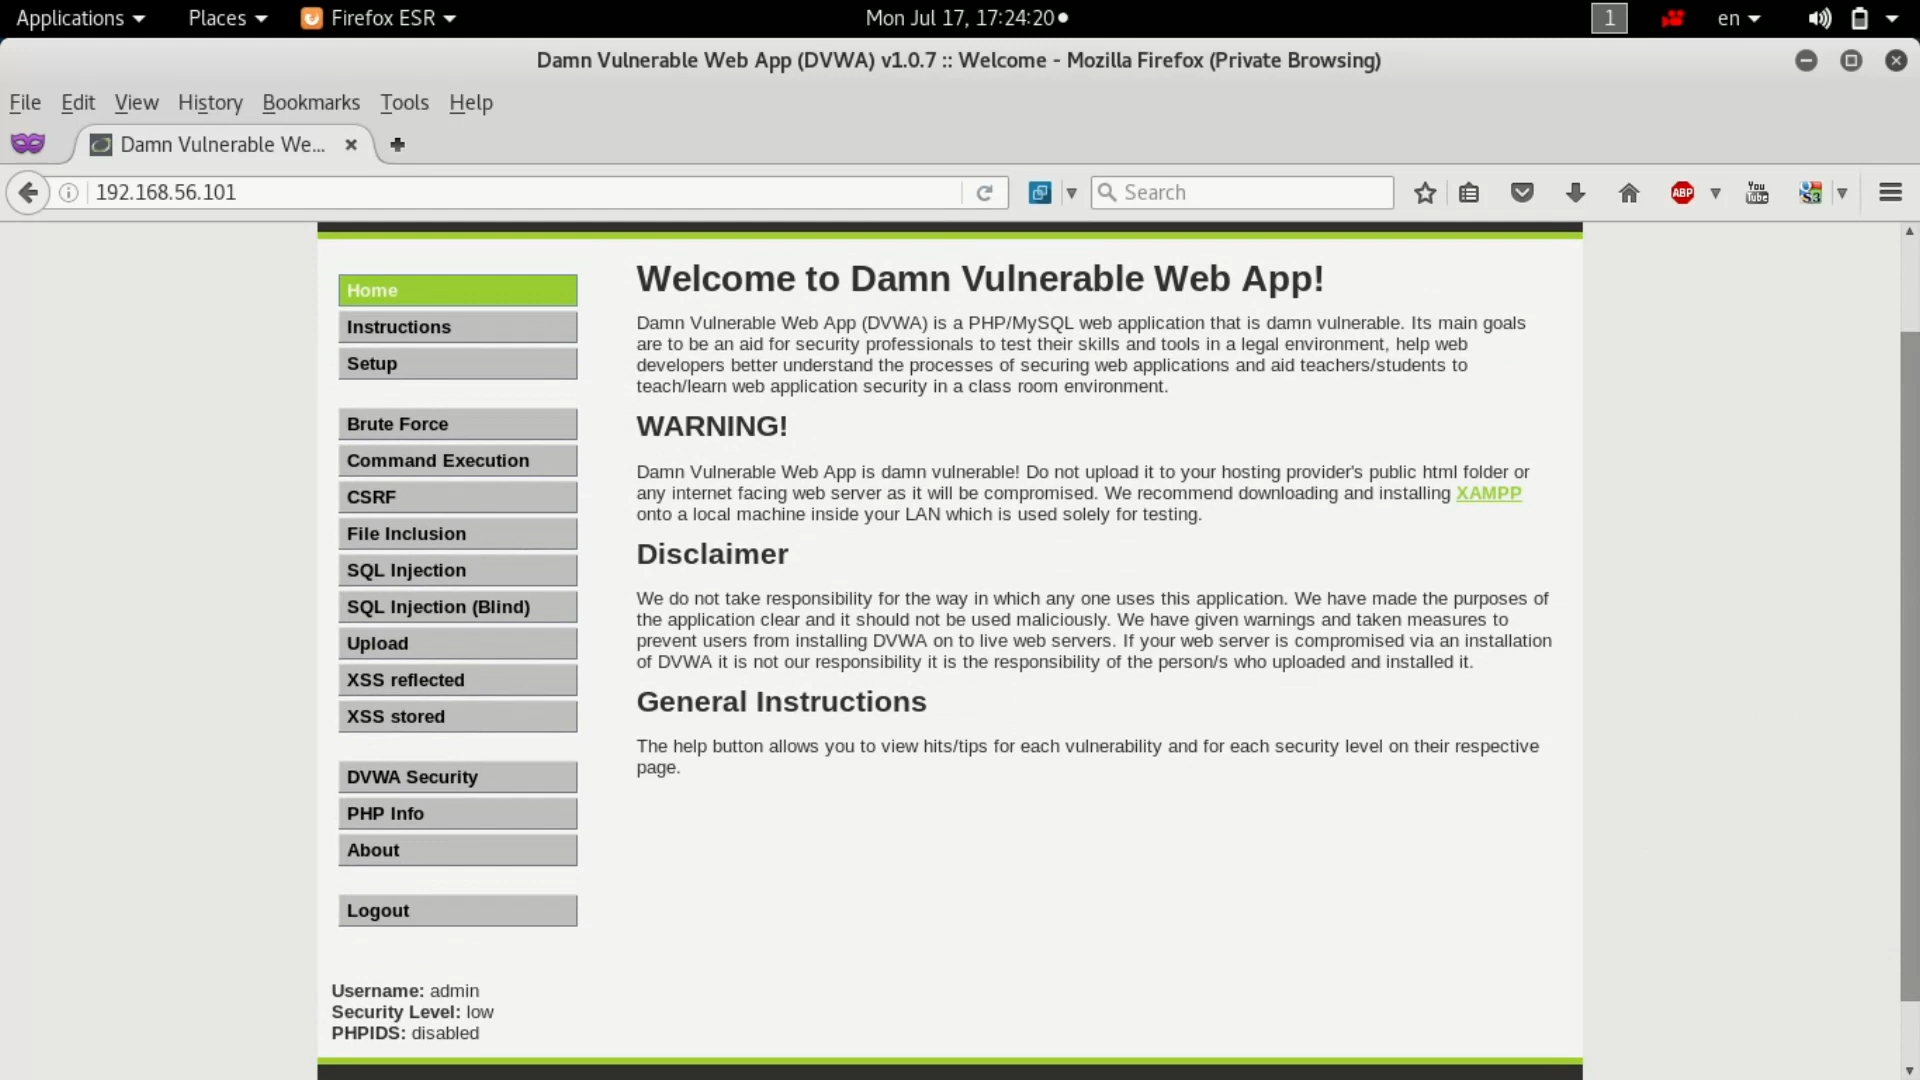 Applications Places Firefox ESR Mon Jul 17, 17:24:20 1 en
Damn Vulnerable Web App (DVWA) v1.0.7 :: Welcome - Mozilla Firefox (Private Browsing)
File Edit View History Bookmarks Tools Help
Damn Vulnerable We...
192.168.56.101 Search ABP You Tube S3
Home
Instructions
Setup
Brute Force
Command Execution
CSRF
File Inclusion
SQL Injection
SQL Injection (Blind)
Upload
XSS reflected
XSS stored
DVWA Security
PHP Info
About
Logout
Username: admin
Security Level: low
PHPIDS: disabled
Welcome to Damn Vulnerable Web App!
Damn Vulnerable Web App (DVWA) is a PHP/MySQL web application that is damn vulnerable. Its main goals
are to be an aid for security professionals to test their skills and tools in a legal environment, help web
developers better understand the processes of securing web applications and aid teachers/students to
teach/learn web application security in a class room environment.
WARNING!
Damn Vulnerable Web App is damn vulnerable! Do not upload it to your hosting provider's public html folder or
any internet facing web server as it will be compromised. We recommend downloading and installing XAMPP
onto a local machine inside your LAN which is used solely for testing.
Disclaimer
We do not take responsibility for the way in which any one uses this application. We have made the purposes of
the application clear and it should not be used maliciously. We have given warnings and taken measures to
prevent users from installing DVWA on to live web servers. If your web server is compromised via an installation
of DVWA it is not our responsibility it is the responsibility of the person/s who uploaded and installed it.
General Instructions
The help button allows you to view hits/tips for each vulnerability and for each security level on their respective
page.